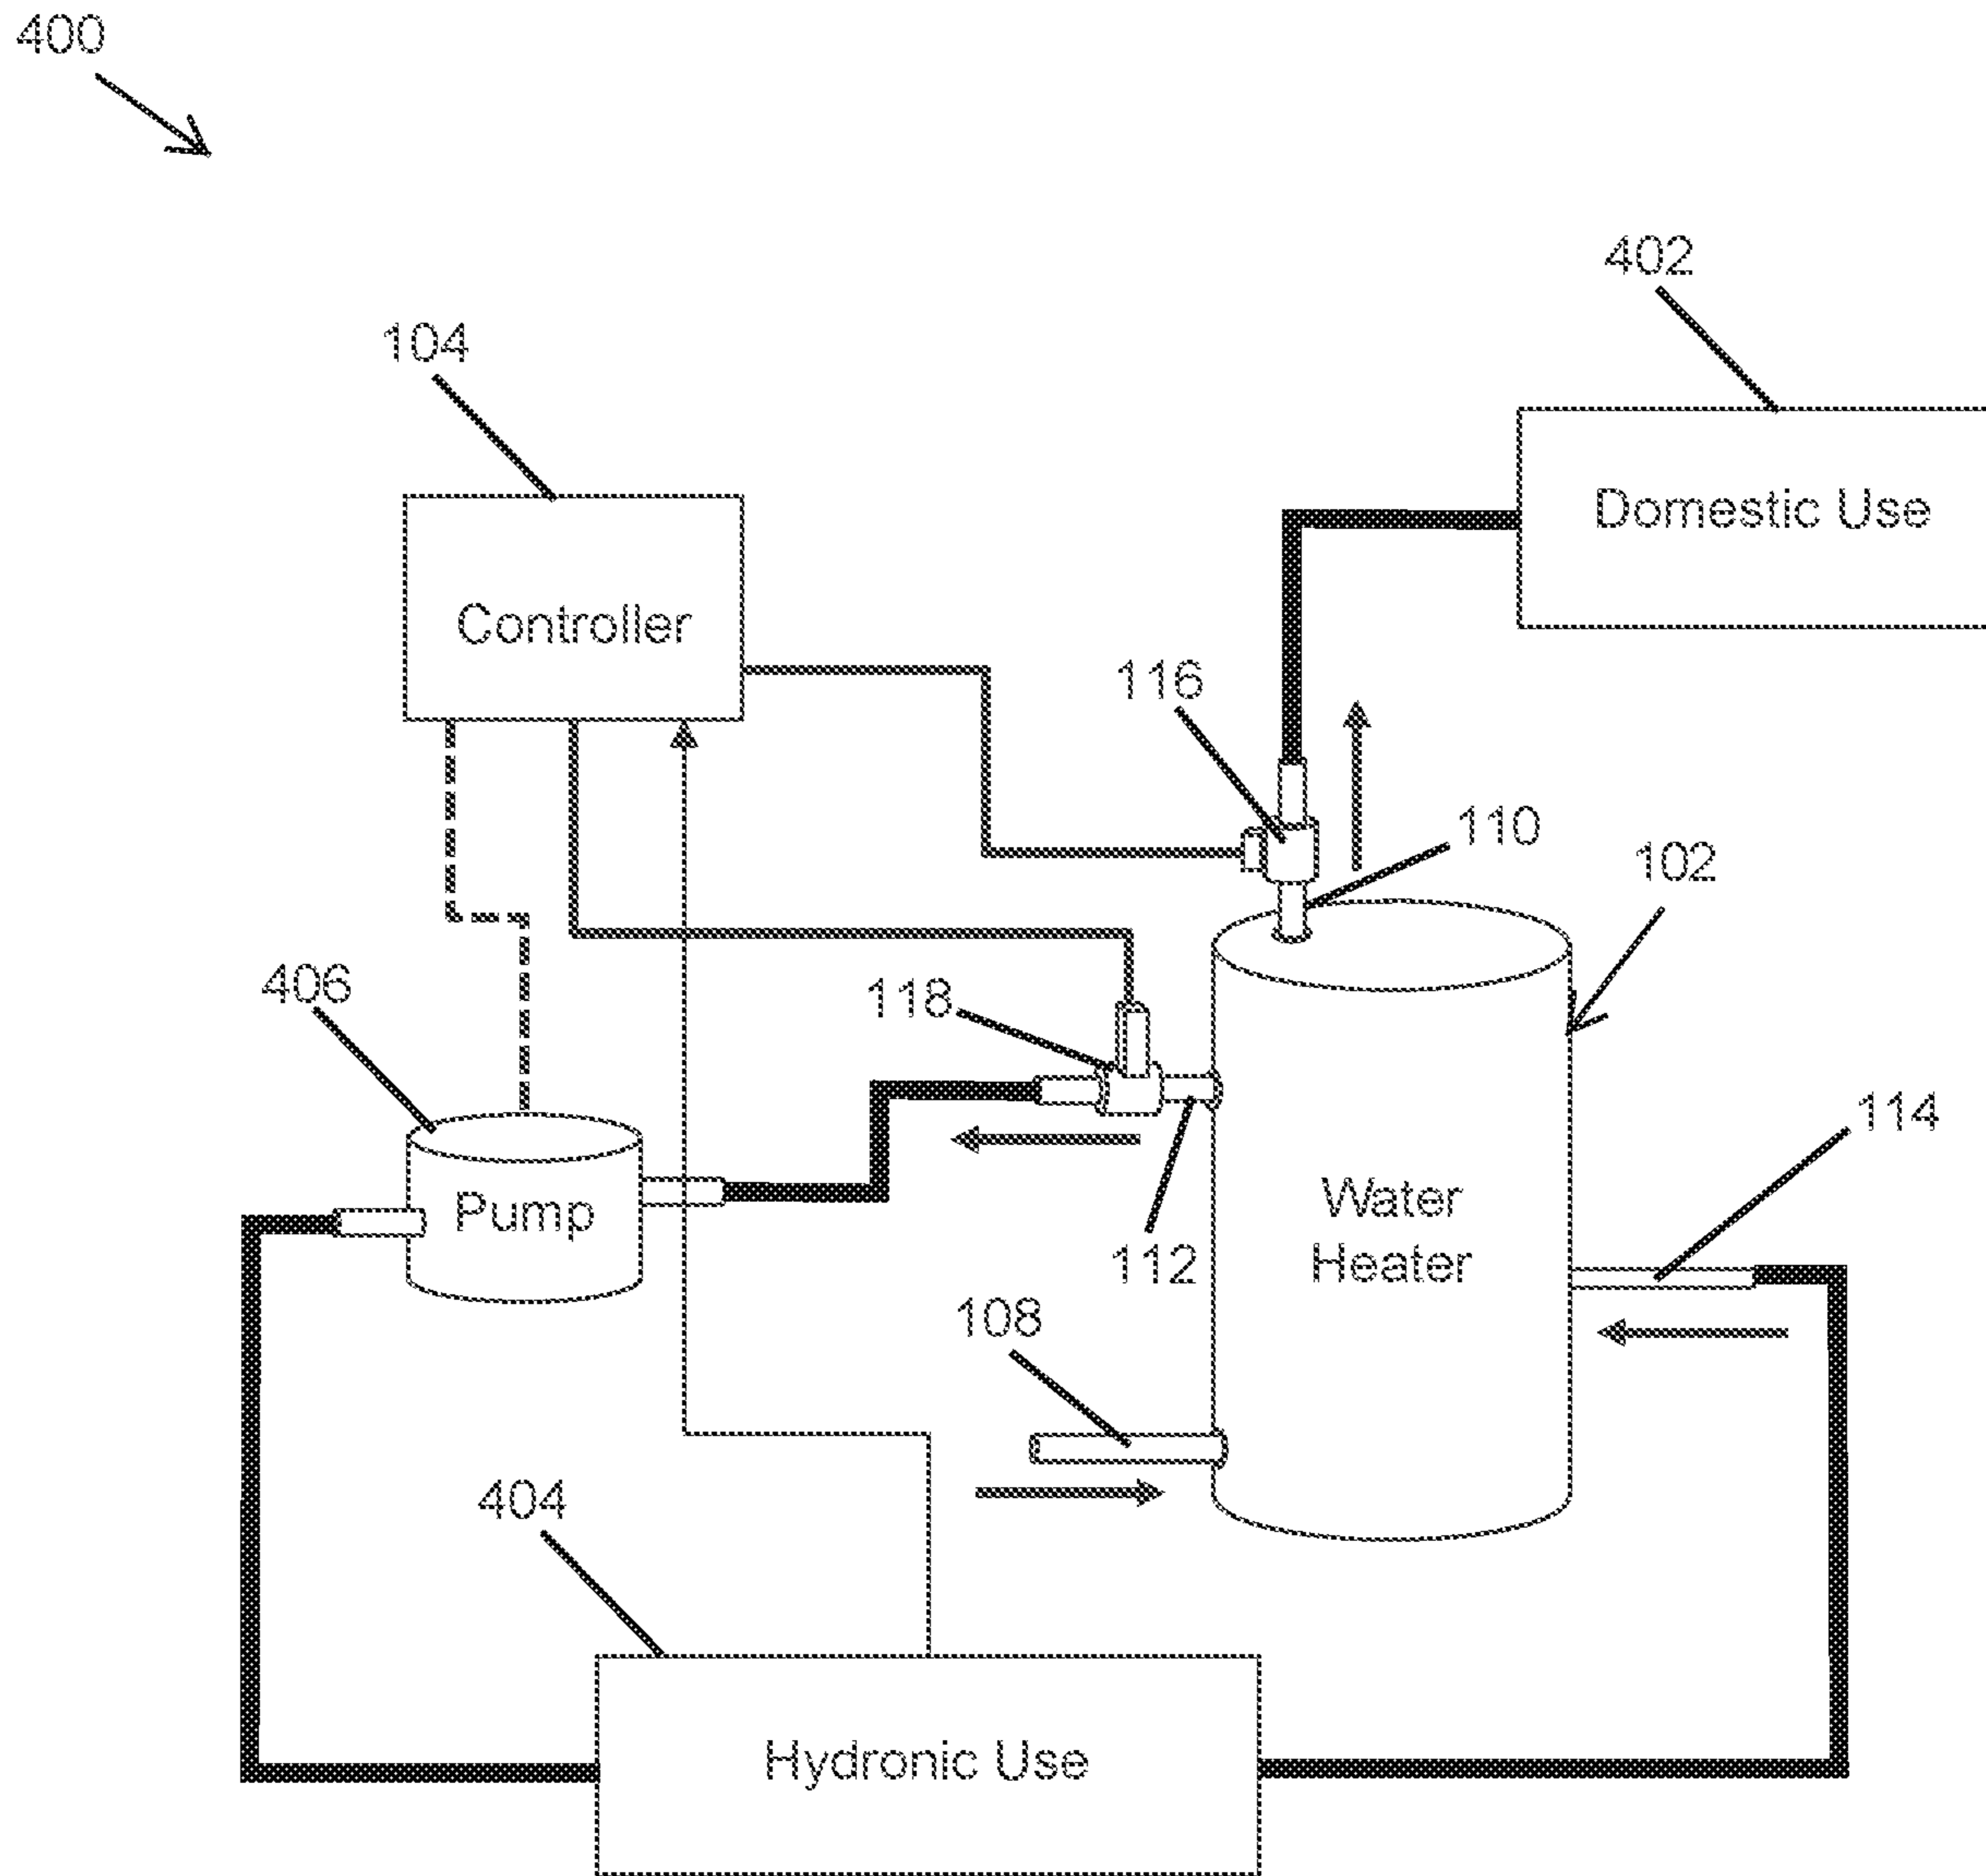 400
402
104
Domestic Use
Controller
116
110
102
406
118
114
Pump
112
Water
Heater
108
404
Hydronic Use